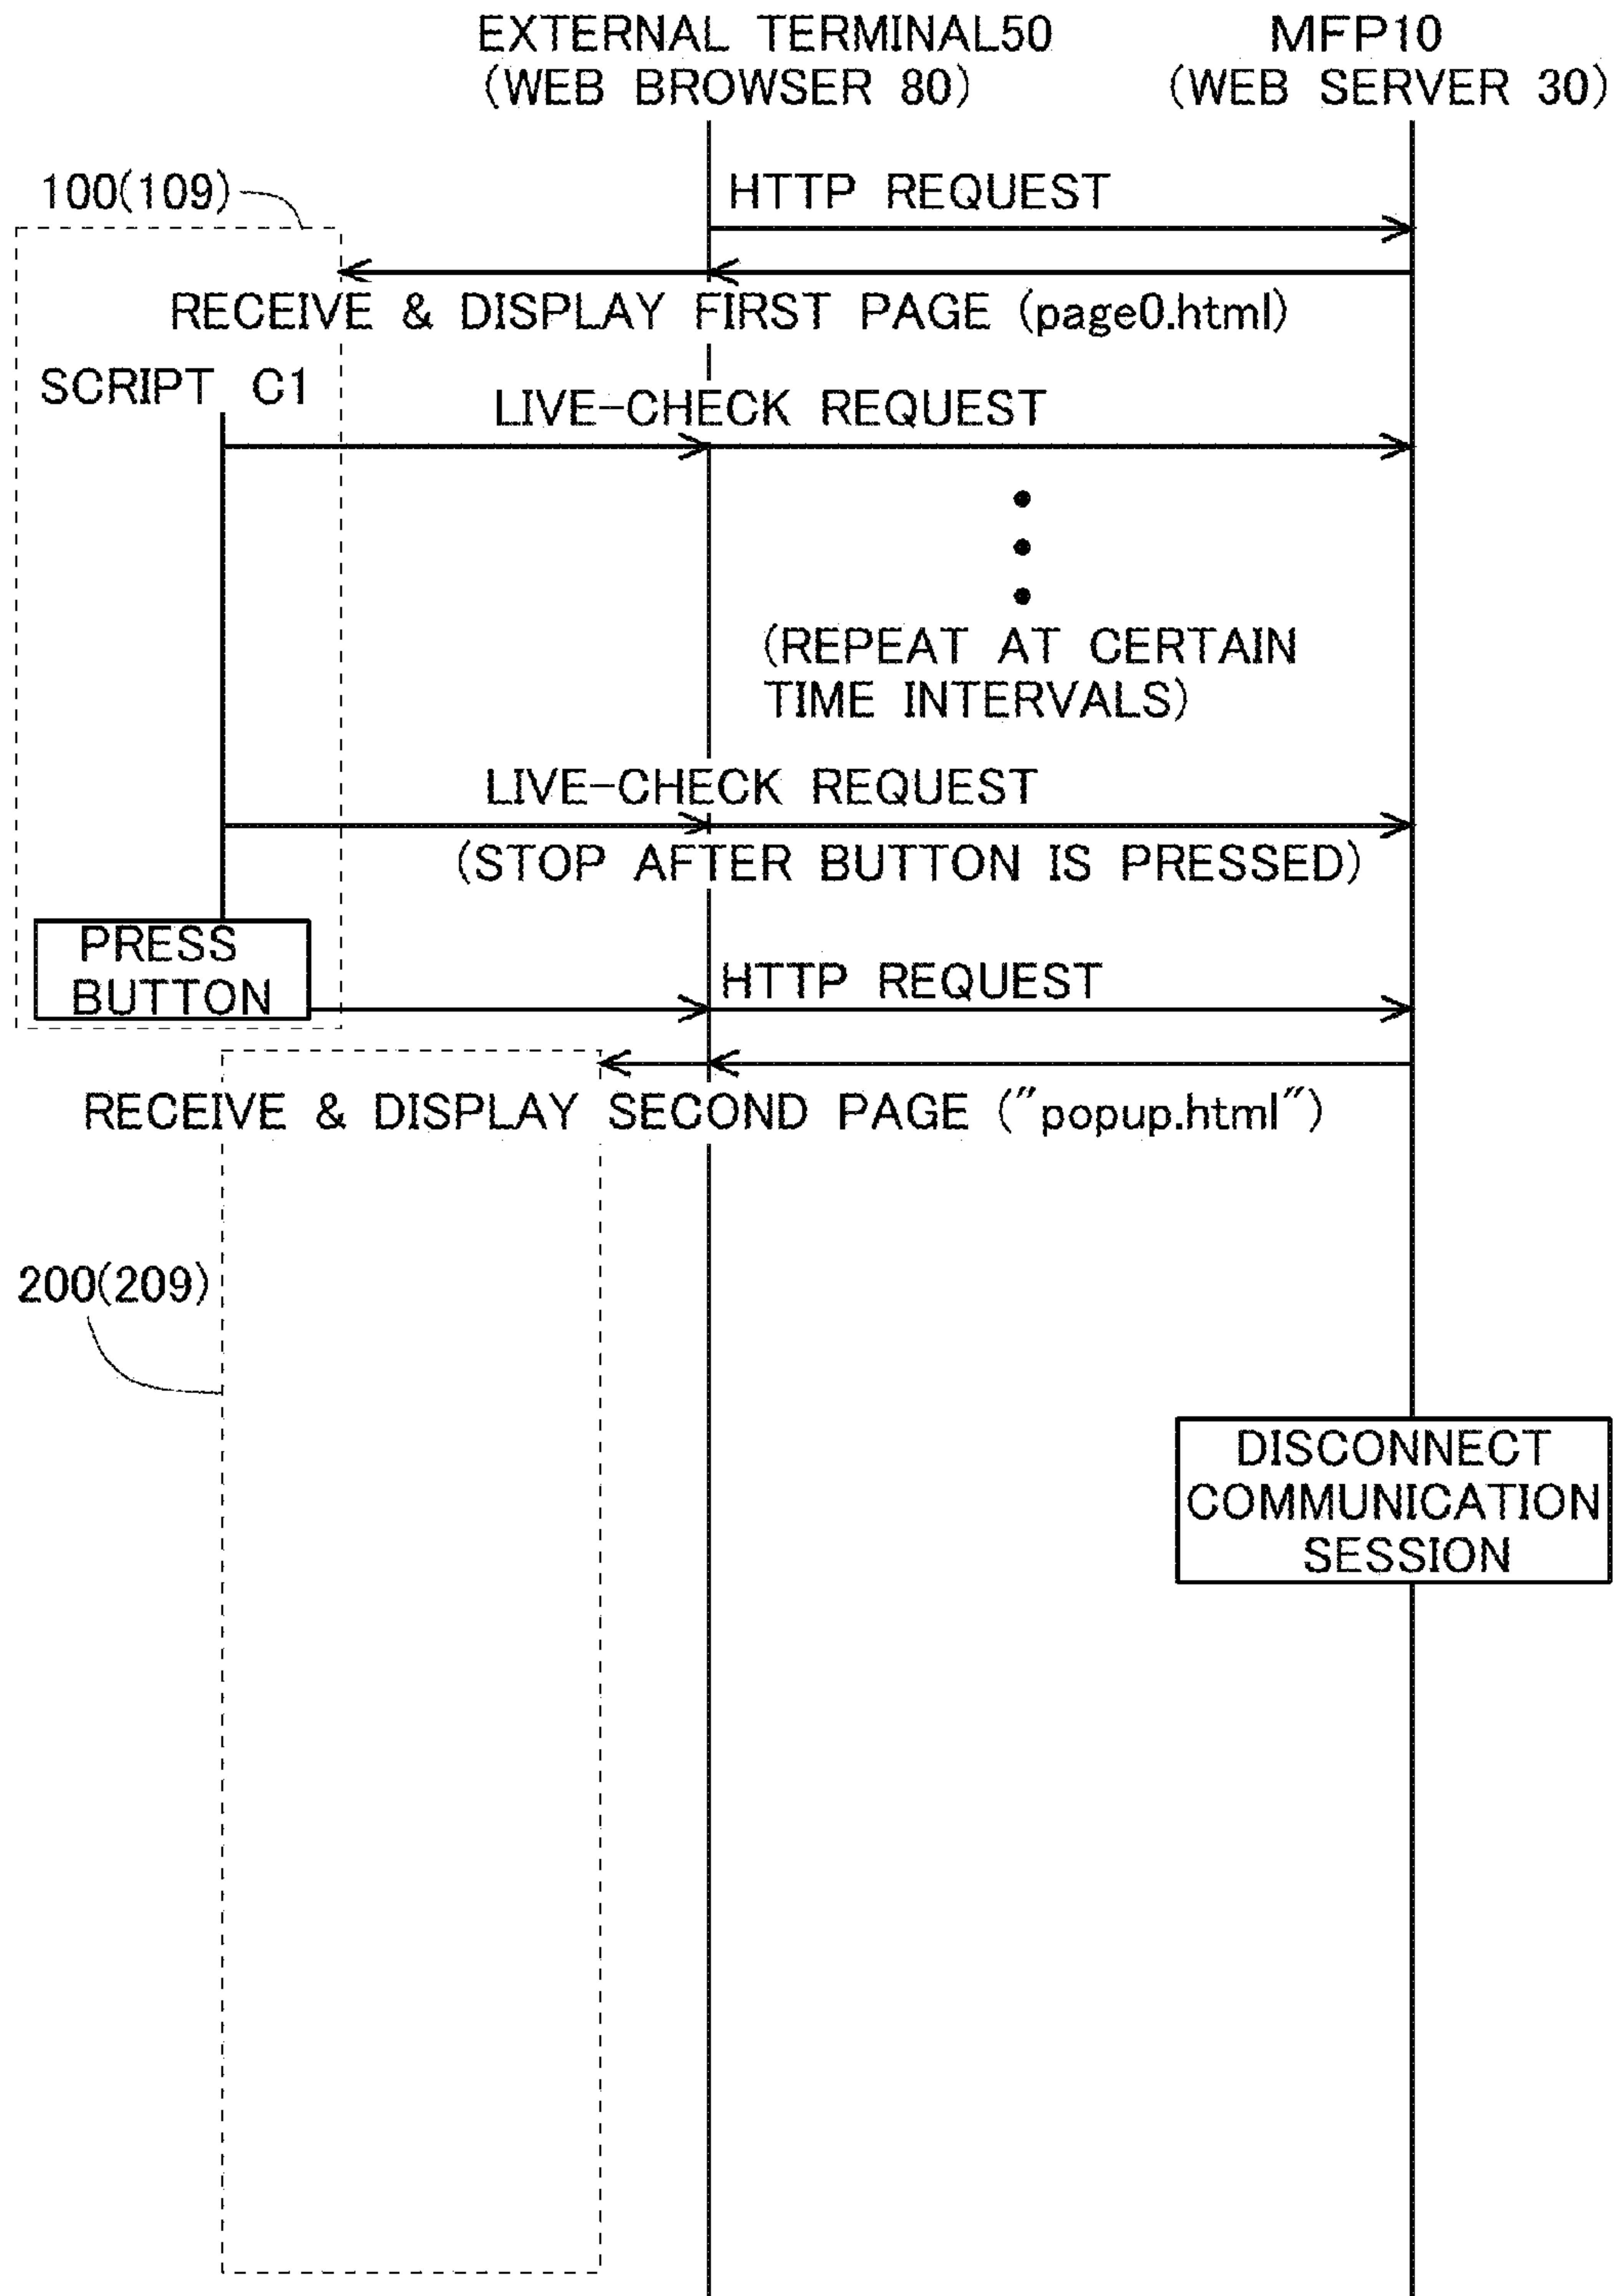 EXTERNAL TERMINAL50
(WEB BROWSER 80)
MFP10
(WEB SERVER 30)
100(109)
HTTP REQUEST
RECEIVE & DISPLAY FIRST PAGE (page0.html)
SCRIPT C1
LIVE-CHECK REQUEST
(REPEAT AT CERTAIN
TIME INTERVALS)
LIVE-CHECK REQUEST
(STOP AFTER BUTTON IS PRESSED)
PRESS
BUTTON
HTTP REQUEST
RECEIVE & DISPLAY SECOND PAGE ("popup.html")
200(209)
DISCONNECT
COMMUNICATION
SESSION